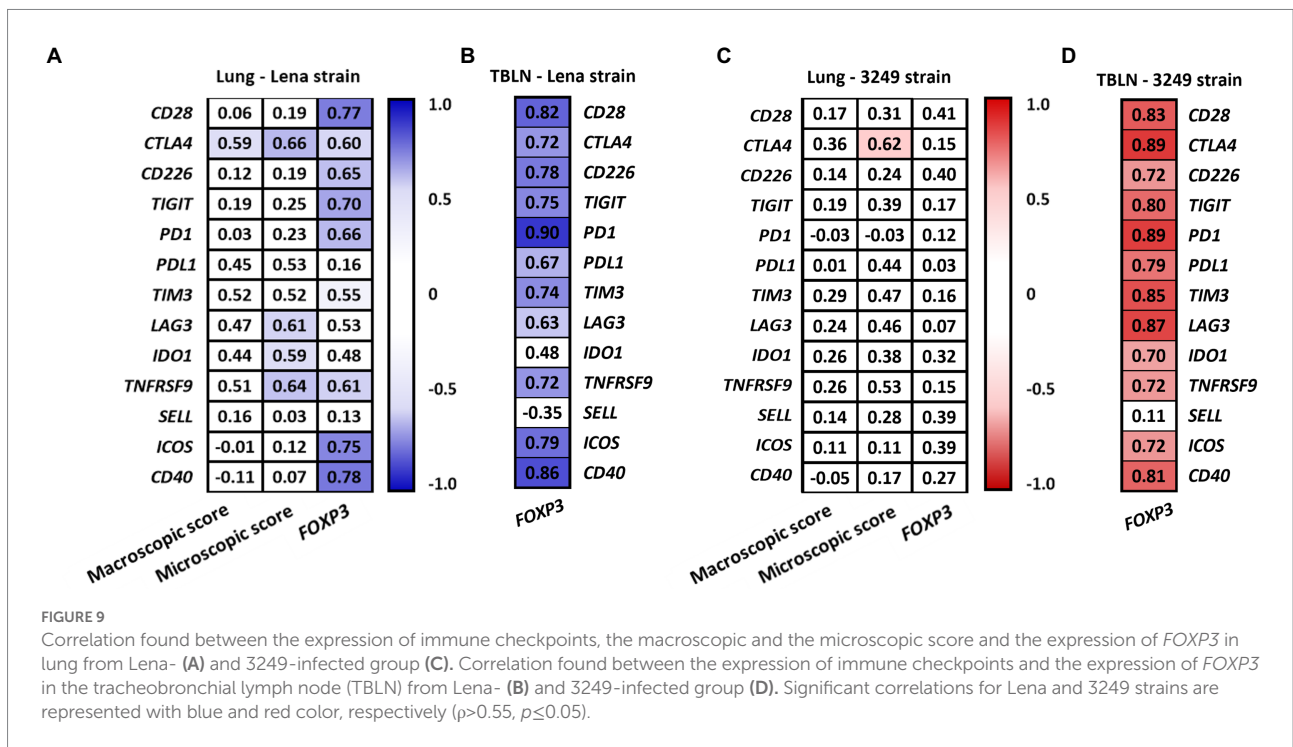 A
B
C
D
Lung - Lena strain
TBLN - Lena strain
Lung - 3249 strain
TBLN - 3249 strain
CD28 0.06 0.19 0.77
CTLA4 0.59 0.66 0.60
CD226 0.12 0.19 0.65
TIGIT 0.19 0.25 0.70
PD1 0.03 0.23 0.66
PDL1 0.45 0.53 0.16
TIM3 0.52 0.52 0.55
LAG3 0.47 0.61 0.53
IDO1 0.44 0.59 0.48
TNFRSF9 0.51 0.64 0.61
SELL 0.16 0.03 0.13
ICOS -0.01 0.12 0.75
CD40 -0.11 0.07 0.78
Macroscopic score
Microscopic score
FOXP3
1.0
0.5
0
-0.5
-1.0
0.82 CD28
0.72 CTLA4
0.78 CD226
0.75 TIGIT
0.90 PD1
0.67 PDL1
0.74 TIM3
0.63 LAG3
0.48 IDO1
0.72 TNFRSF9
-0.35 SELL
0.79 ICOS
0.86 CD40
FOXP3
CD28 0.17 0.31 0.41
CTLA4 0.36 0.62 0.15
CD226 0.14 0.24 0.40
TIGIT 0.19 0.39 0.17
PD1 -0.03 -0.03 0.12
PDL1 0.01 0.44 0.03
TIM3 0.29 0.47 0.16
LAG3 0.24 0.46 0.07
IDO1 0.26 0.38 0.32
TNFRSF9 0.26 0.53 0.15
SELL 0.14 0.28 0.39
ICOS 0.11 0.11 0.39
CD40 -0.05 0.17 0.27
Macroscopic score
Microscopic score
FOXP3
1.0
0.5
0
-0.5
-1.0
0.83 CD28
0.89 CTLA4
0.72 CD226
0.80 TIGIT
0.89 PD1
0.79 PDL1
0.85 TIM3
0.87 LAG3
0.70 IDO1
0.72 TNFRSF9
0.11 SELL
0.72 ICOS
0.81 CD40
FOXP3
FIGURE 9
Correlation found between the expression of immune checkpoints, the macroscopic and the microscopic score and the expression of FOXP3 in
lung from Lena- (A) and 3249-infected group (C). Correlation found between the expression of immune checkpoints and the expression of FOXP3
in the tracheobronchial lymph node (TBLN) from Lena- (B) and 3249-infected group (D). Significant correlations for Lena and 3249 strains are
represented with blue and red color, respectively (ρ>0.55, p≤0.05).